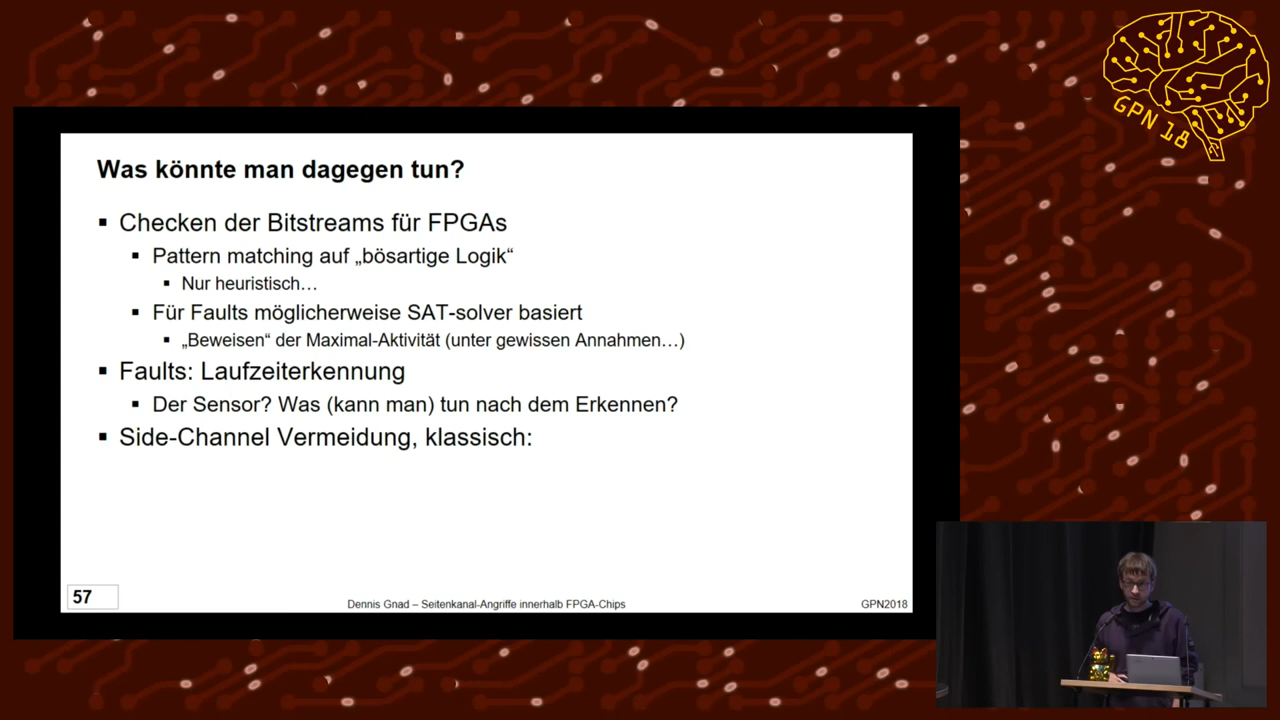 GPN 18
Was könnte man dagegen tun?
Checken der Bitstreams für FPGAs
Pattern matching auf „bösartige Logik“
Nur heuristisch…
Für Faults möglicherweise SAT-solver basiert
„Beweisen“ der Maximal-Aktivität (unter gewissen Annahmen…)
Faults: Laufzeiterkennung
Der Sensor? Was (kann man) tun nach dem Erkennen?
Side-Channel Vermeidung, klassisch:
57
Dennis Gnad – Seitenkanal-Angriffe innerhalb FPGA-Chips
GPN2018